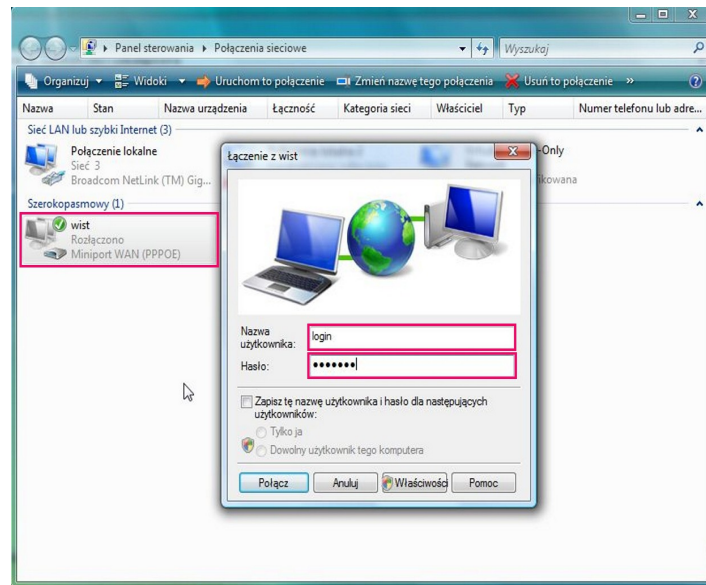 Panel sterowania ▸ Połączenia sieciowe
Wyszukaj
Organizuj Widoki Uruchom to połączenie Zmień nazwę tego połączenia Usuń to połączenie »
Nazwa Stan Nazwa urządzenia Łączność Kategoria sieci Właściciel Typ Numer telefonu lub adre...
Sieć LAN lub szybki Internet (3)
Połączenie lokalne
Sieć 3
Broadcom NetLink (TM) Gig...
-Only
Szerokopasmowy (1)
wist
Rozłączono
Miniport WAN (PPPOE)
Łączenie z wist
Nazwa
użytkownika:
login
Hasło:
•••••••
Zapisz tę nazwę użytkownika i hasło dla następujących
użytkowników:
Tylko ja
Dowolny użytkownik tego komputera
Połącz Anuluj Właściwości Pomoc